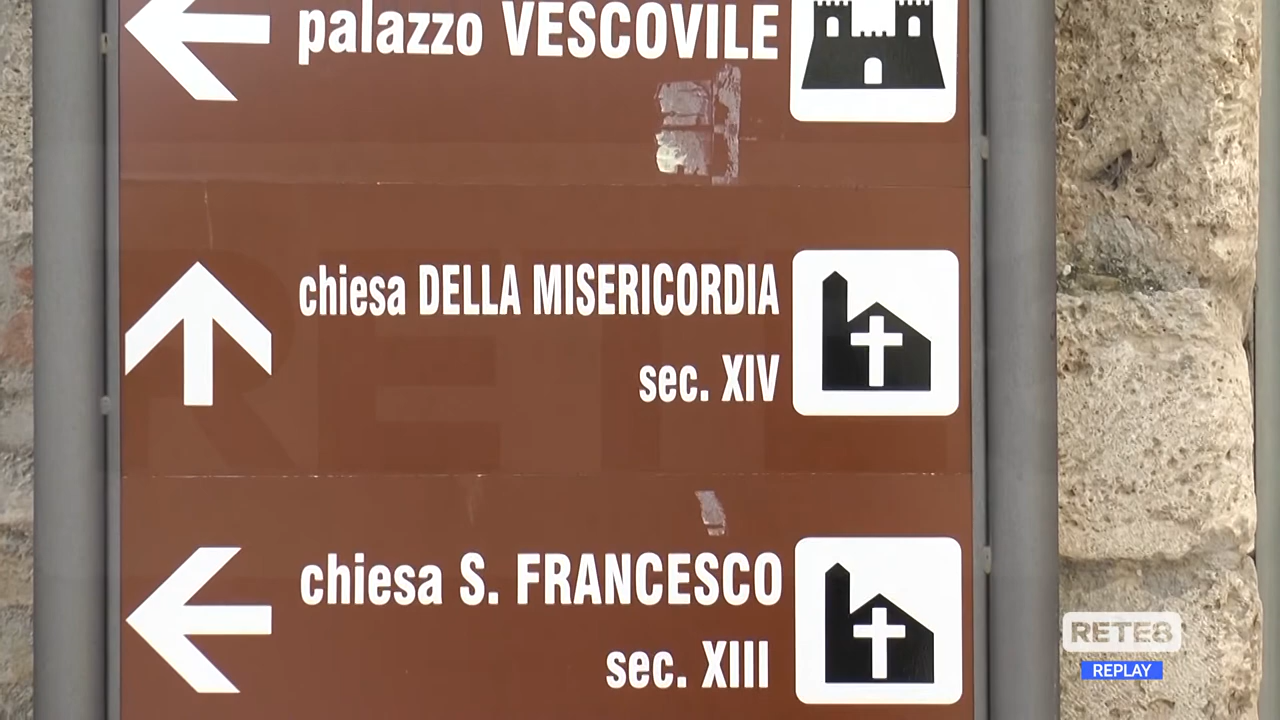 palazzo VESCOVILE
chiesa DELLA MISERICORDIA
sec. XIV
chiesa S. FRANCESCO
sec. XIII
RETE8
REPLAY